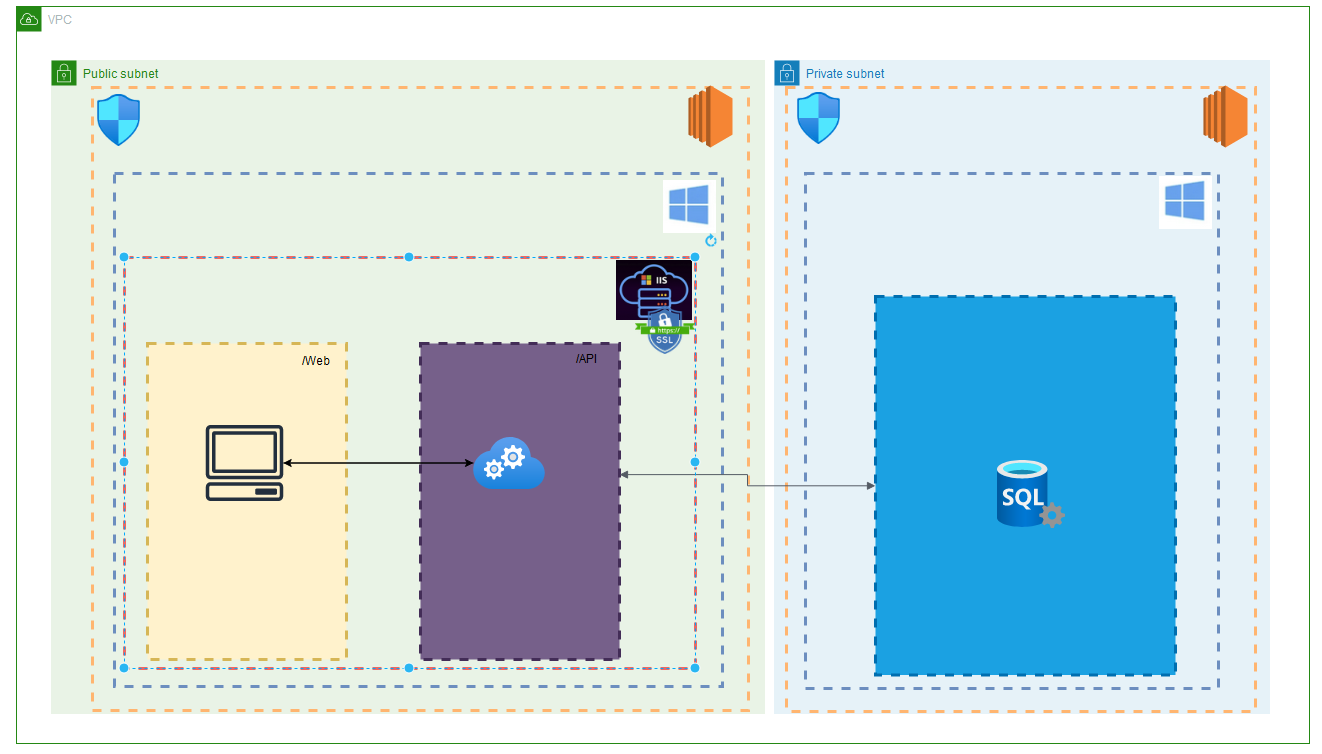 VPC
Public subnet
Private subnet
IIS
https://
SSL
/Web
/API
SQL